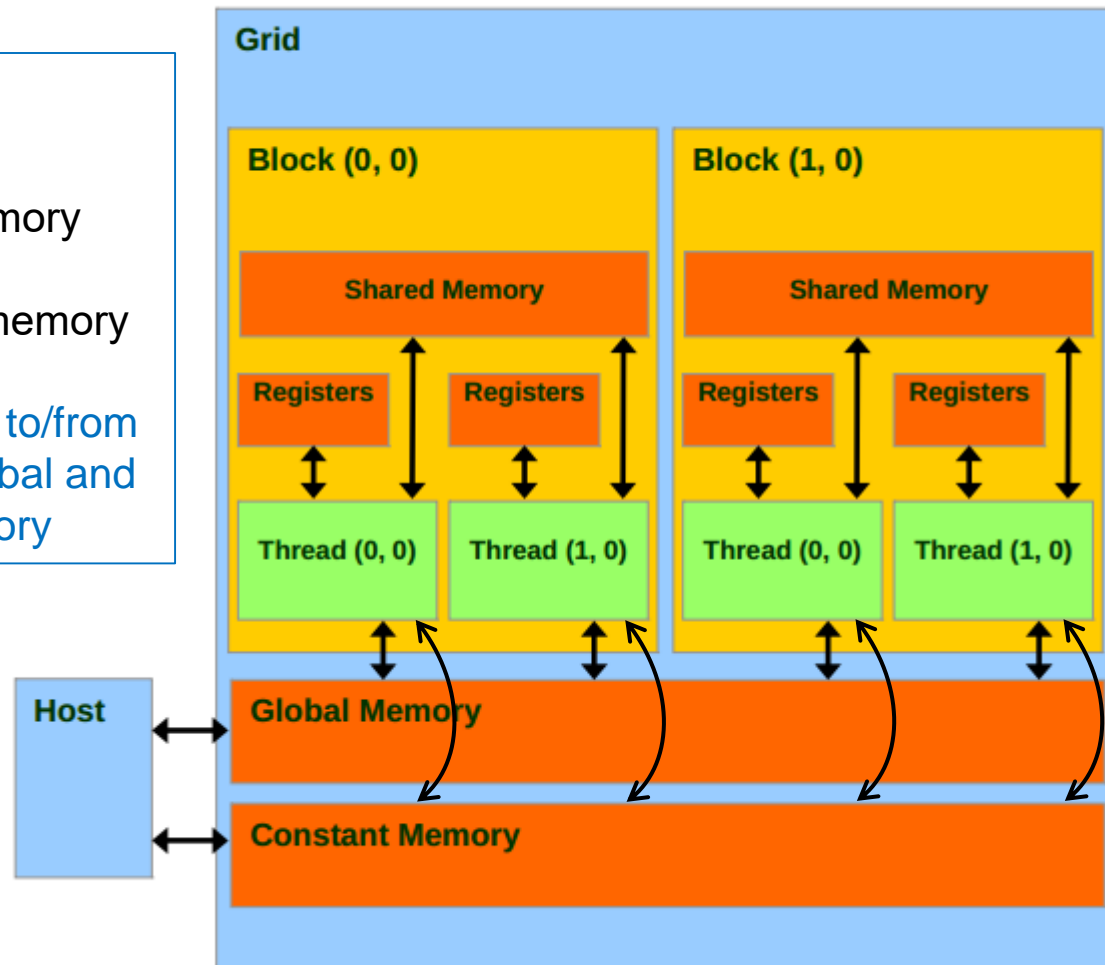 mory
memory
to/from
bal and
ory
Grid
Block (0, 0)
Block (1, 0)
Shared Memory
Shared Memory
Registers
Registers
Registers
Registers
Thread (0, 0)
Thread (1, 0)
Thread (0, 0)
Thread (1, 0)
Host
Global Memory
Constant Memory